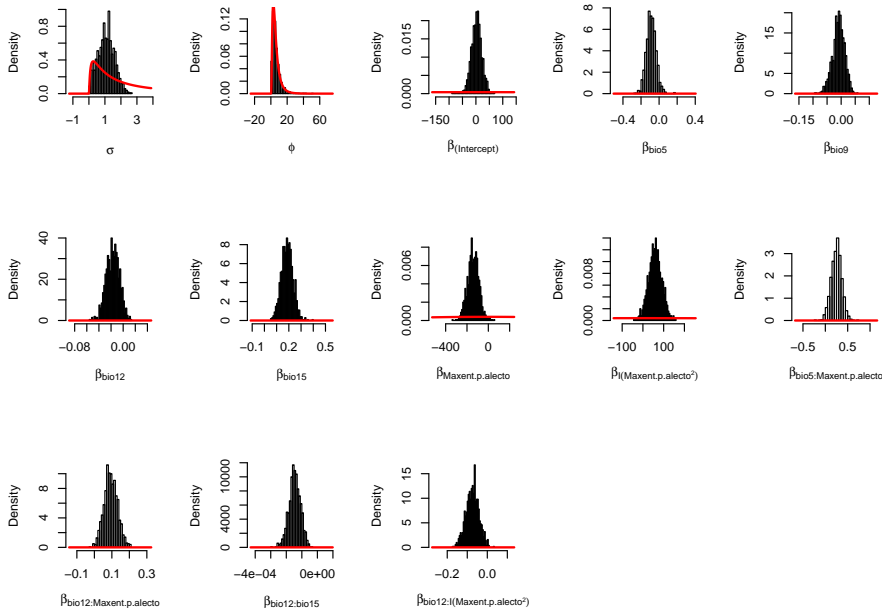 Density
0.0 0.4 0.8
-1 1 3
σ
Density
0.00 0.06 0.12
-20 20 60
ϕ
Density
0.000 0.015
-150 0 100
β(Intercept)
Density
0 2 4 6 8
-0.4 0.0 0.4
βbio5
Density
0 5 15
-0.15 0.00
βbio9
Density
0 20 40
-0.08 0.00
βbio12
Density
0 2 4 6 8
-0.1 0.2 0.5
βbio15
Density
0.000 0.006
-400 0
βMaxent.p.alecto
Density
0.000 0.008
-100 100
βI(Maxent.p.alecto²)
Density
0 1 2 3
-0.5 0.5
βbio5:Maxent.p.alecto
Density
0 4 8
-0.1 0.1 0.3
βbio12:Maxent.p.alecto
Density
0 4000 10000
-4e-04 0e+00
βbio12:bio15
Density
0 5 10 15
-0.2 0.0
βbio12:I(Maxent.p.alecto²)